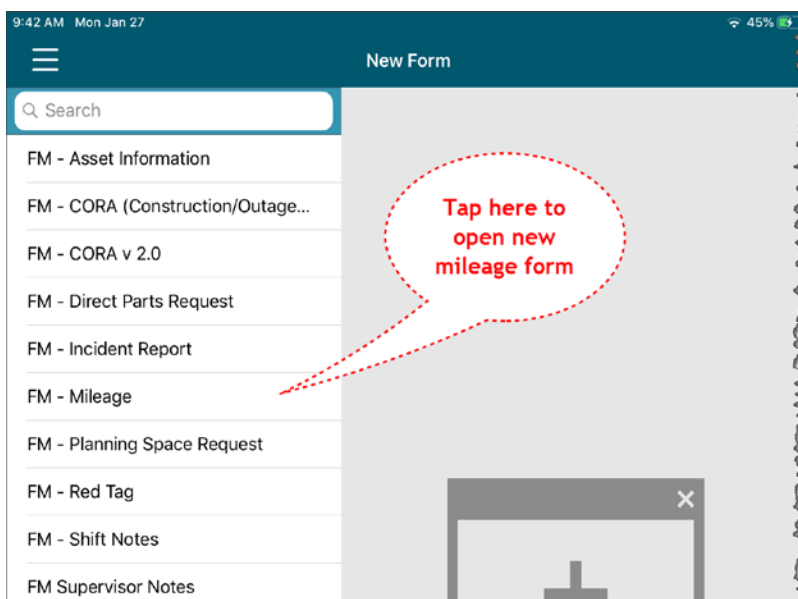 9:42 AM Mon Jan 27
45%
New Form
Search
FM - Asset Information
FM - CORA (Construction/Outage...
FM - CORA v 2.0
FM - Direct Parts Request
FM - Incident Report
FM - Mileage
FM - Planning Space Request
FM - Red Tag
FM - Shift Notes
FM Supervisor Notes
Tap here to
open new
mileage form